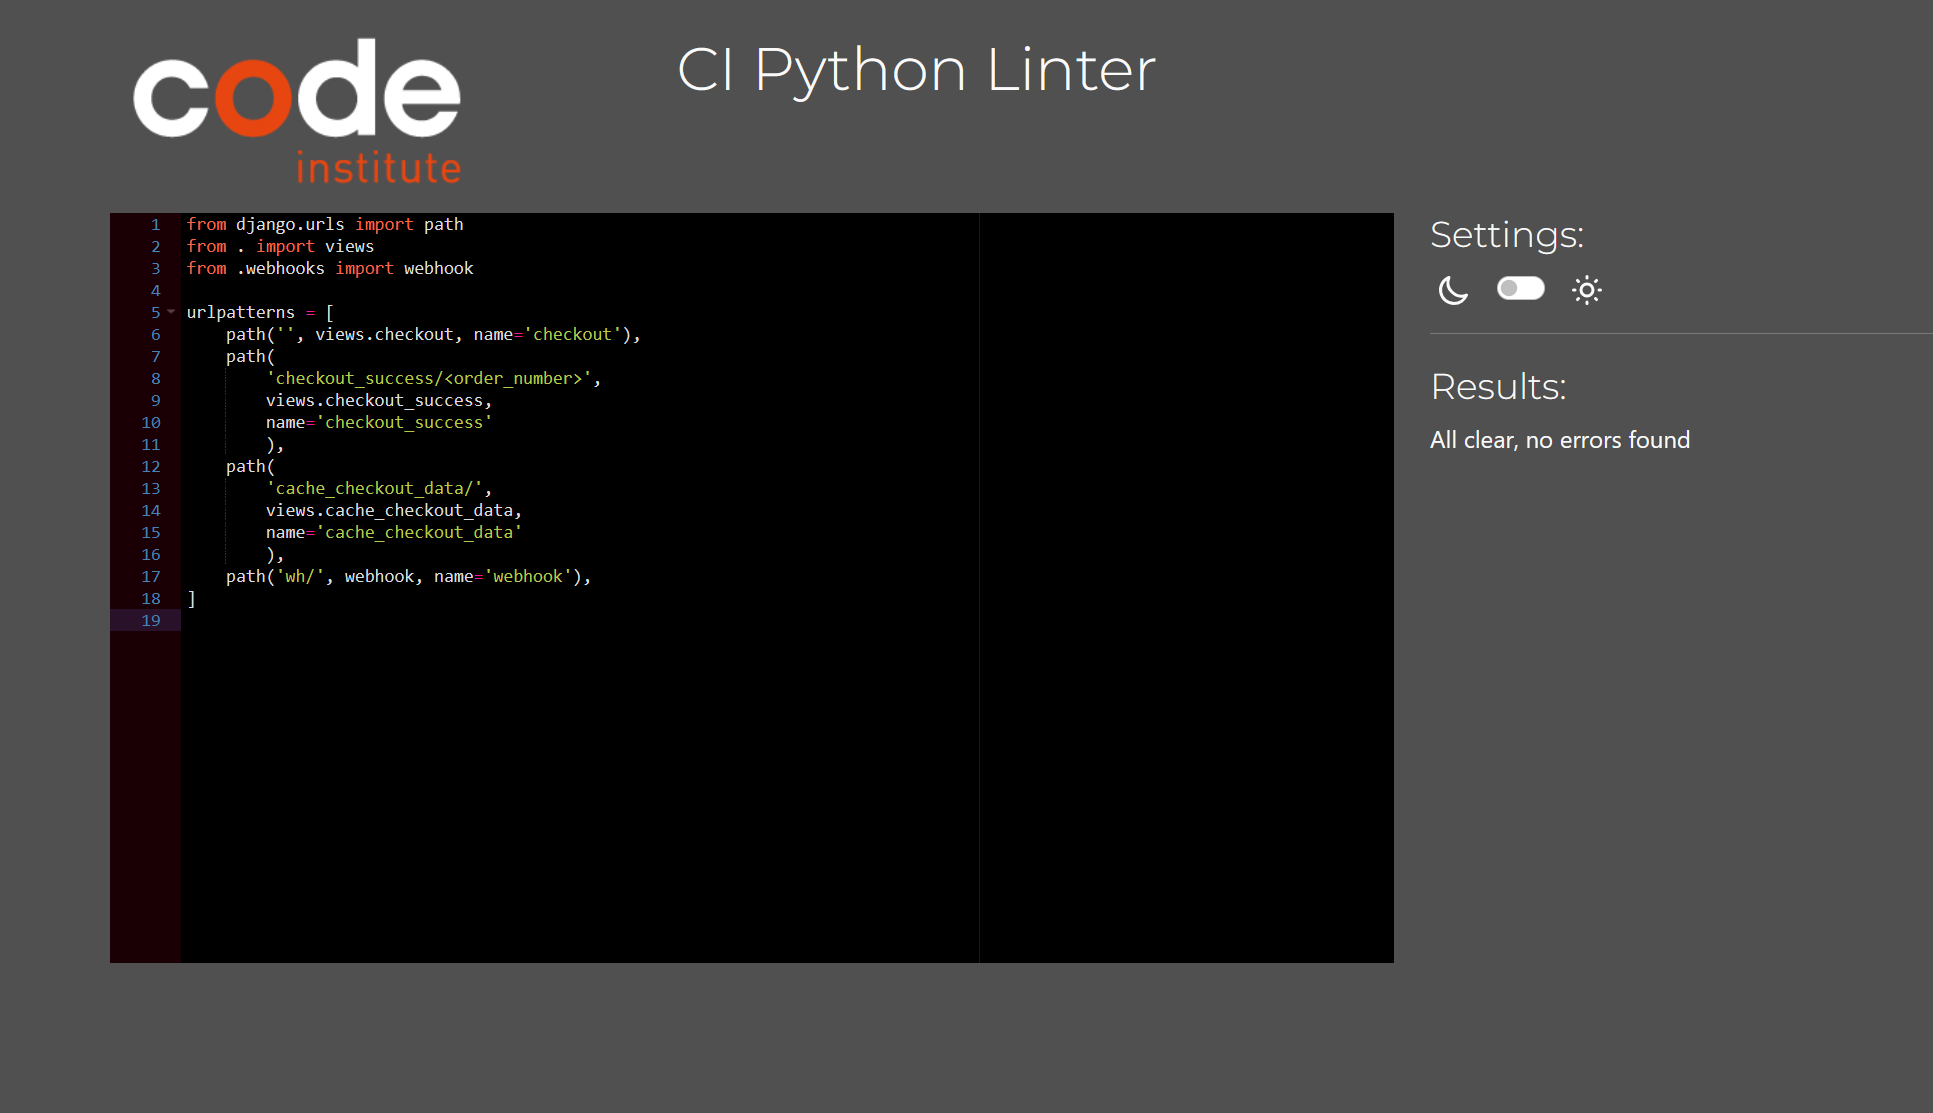 code
institute
CI Python Linter
1 from django.urls import path
2 from . import views
3 from .webhooks import webhook
4
5 urlpatterns = [
6     path('', views.checkout, name='checkout'),
7     path(
8         'checkout_success/<order_number>',
9         views.checkout_success,
10         name='checkout_success'
11         ),
12     path(
13         'cache_checkout_data/',
14         views.cache_checkout_data,
15         name='cache_checkout_data'
16         ),
17     path('wh/', webhook, name='webhook'),
18 ]
19
Settings:
Results:
All clear, no errors found